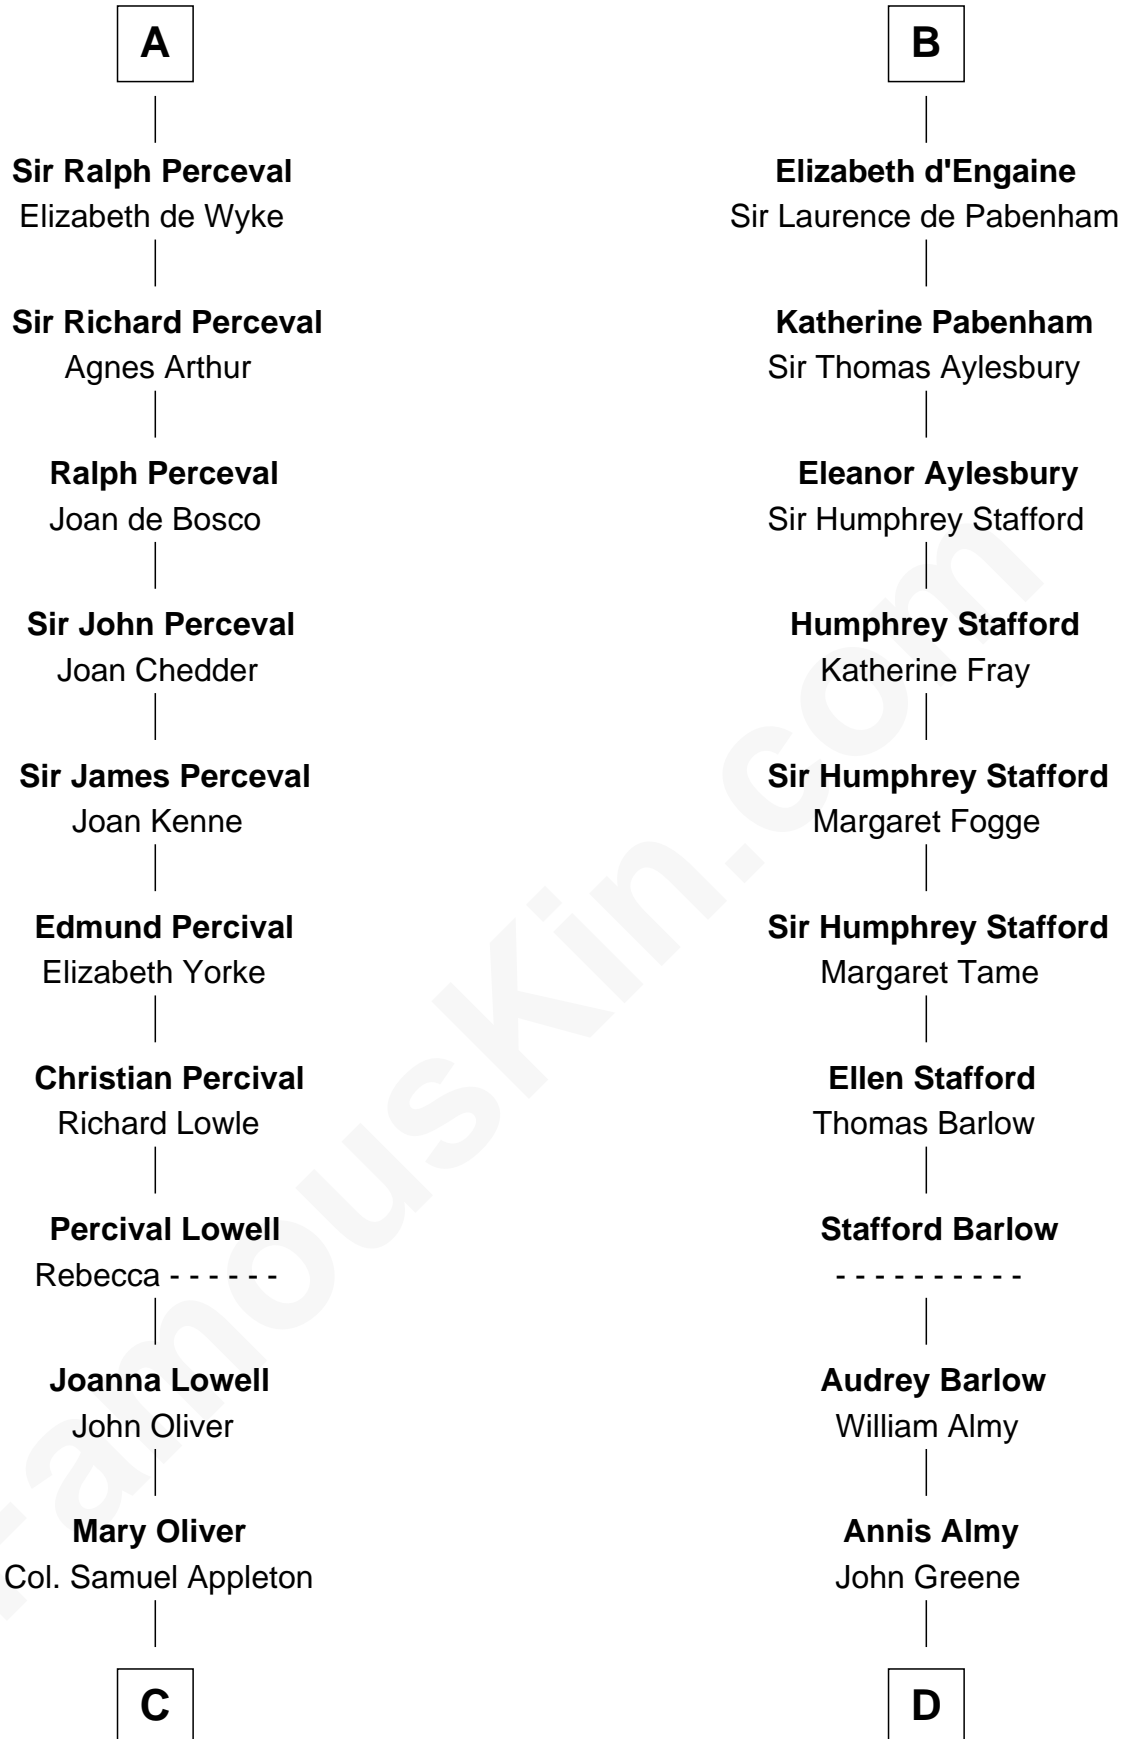 A
Sir Ralph Perceval
Elizabeth de Wyke
Sir Richard Perceval
Agnes Arthur
Ralph Perceval
Joan de Bosco
Sir John Perceval
Joan Chedder
Sir James Perceval
Joan Kenne
Edmund Percival
Elizabeth Yorke
Christian Percival
Richard Lowle
Percival Lowell
Rebecca - - - - - -
Joanna Lowell
John Oliver
Mary Oliver
Col. Samuel Appleton
C
B
Elizabeth d'Engaine
Sir Laurence de Pabenham
Katherine Pabenham
Sir Thomas Aylesbury
Eleanor Aylesbury
Sir Humphrey Stafford
Humphrey Stafford
Katherine Fray
Sir Humphrey Stafford
Margaret Fogge
Sir Humphrey Stafford
Margaret Tame
Ellen Stafford
Thomas Barlow
Stafford Barlow
- - - - - - - - - -
Audrey Barlow
William Almy
Annis Almy
John Greene
D
FamousKin.com